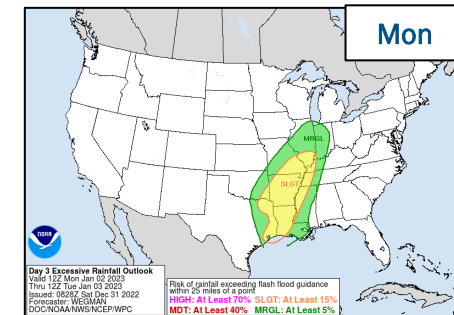 Mon
MRGL
SLGT
NOAA
Day 3 Excessive Rainfall Outlook
Valid 12Z Mon Jan 02 2023
Thru 12Z Tue Jan 03 2023
Issued: 0828Z Sat Dec 31 2022
Forecaster: WEGMAN
DOC/NOAA/NWS/NCEP/WPC
Risk of rainfall exceeding flash flood guidance
within 25 miles of a point
HIGH: At Least 70% SLGT: At Least 15%
MDT: At Least 40% MRGL: At Least 5%